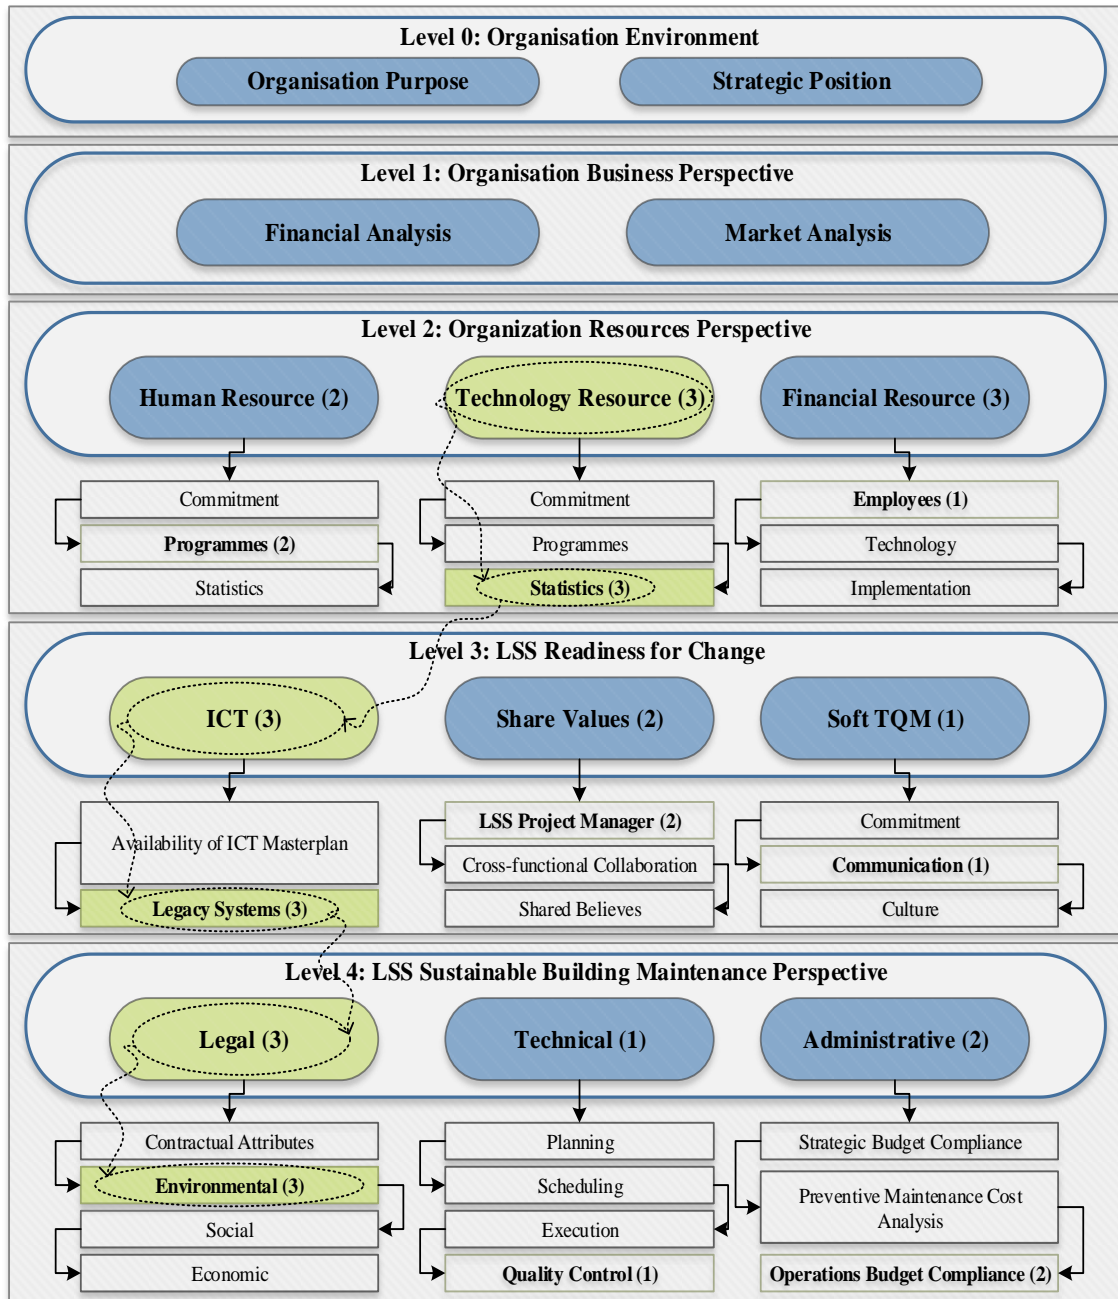 Level 0: Organisation Environment
Organisation Purpose
Strategic Position
Level 1: Organisation Business Perspective
Financial Analysis
Market Analysis
Level 2: Organization Resources Perspective
Human Resource (2)
Technology Resource (3)
Financial Resource (3)
Commitment
Programmes (2)
Statistics
Commitment
Programmes
Statistics (3)
Employees (1)
Technology
Implementation
Level 3: LSS Readiness for Change
ICT (3)
Share Values (2)
Soft TQM (1)
Availability of ICT Masterplan
Legacy Systems (3)
LSS Project Manager (2)
Cross-functional Collaboration
Shared Believes
Commitment
Communication (1)
Culture
Level 4: LSS Sustainable Building Maintenance Perspective
Legal (3)
Technical (1)
Administrative (2)
Contractual Attributes
Environmental (3)
Social
Economic
Planning
Scheduling
Execution
Quality Control (1)
Strategic Budget Compliance
Preventive Maintenance Cost
Analysis
Operations Budget Compliance (2)